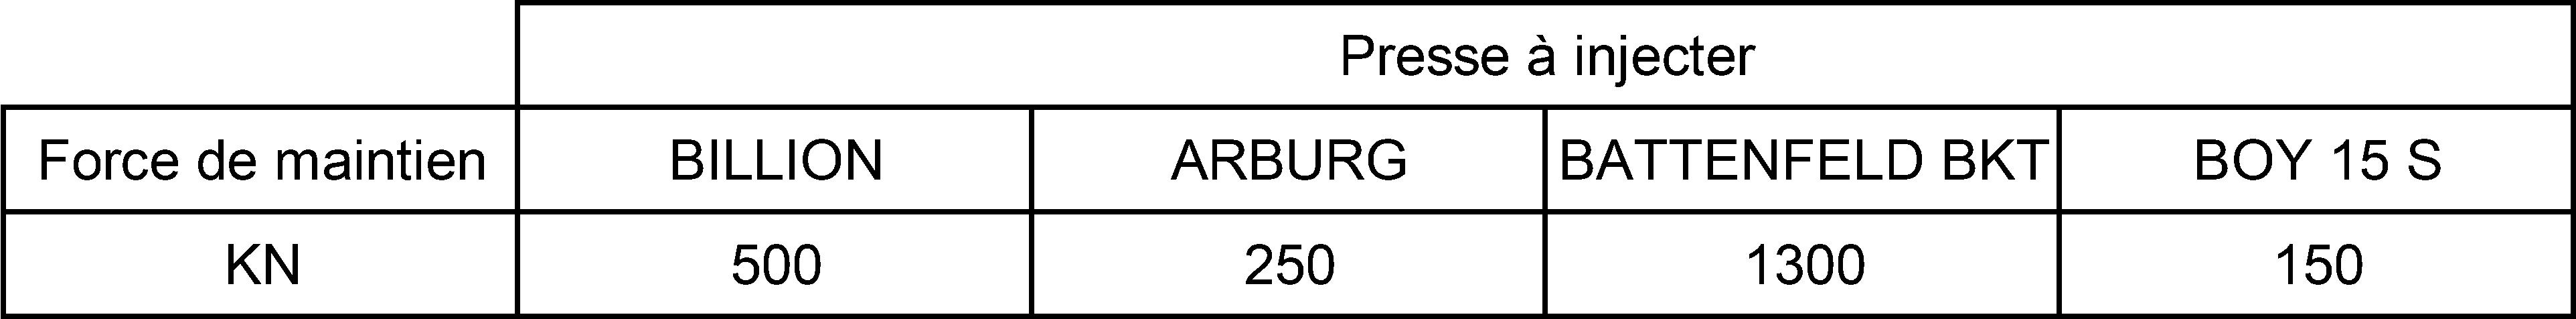 Presse à injecter
Force de maintien BILLION ARBURG BATTENFELD BKT BOY 15 S
KN 500 250 1300 150